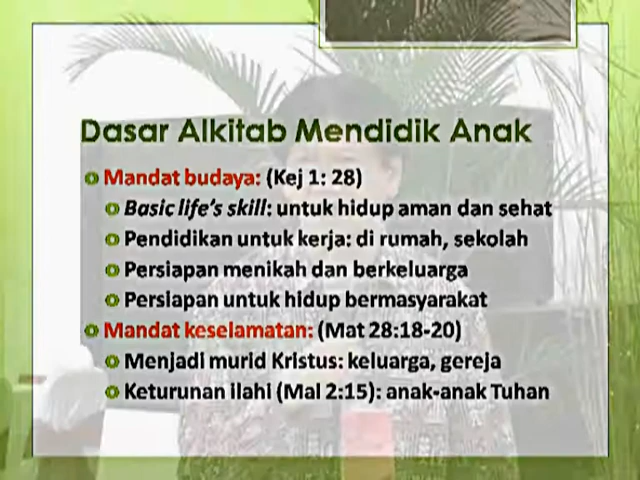 Dasar Alkitab Mendidik Anak
Mandat budaya: (Kej 1: 28)
Basic life's skill: untuk hidup aman dan sehat
Pendidikan untuk kerja: di rumah, sekolah
Persiapan menikah dan berkeluarga
Persiapan untuk hidup bermasyarakat
Mandat keselamatan: (Mat 28:18-20)
Menjadi murid Kristus: keluarga, gereja
Keturunan ilahi (Mal 2:15): anak-anak Tuhan